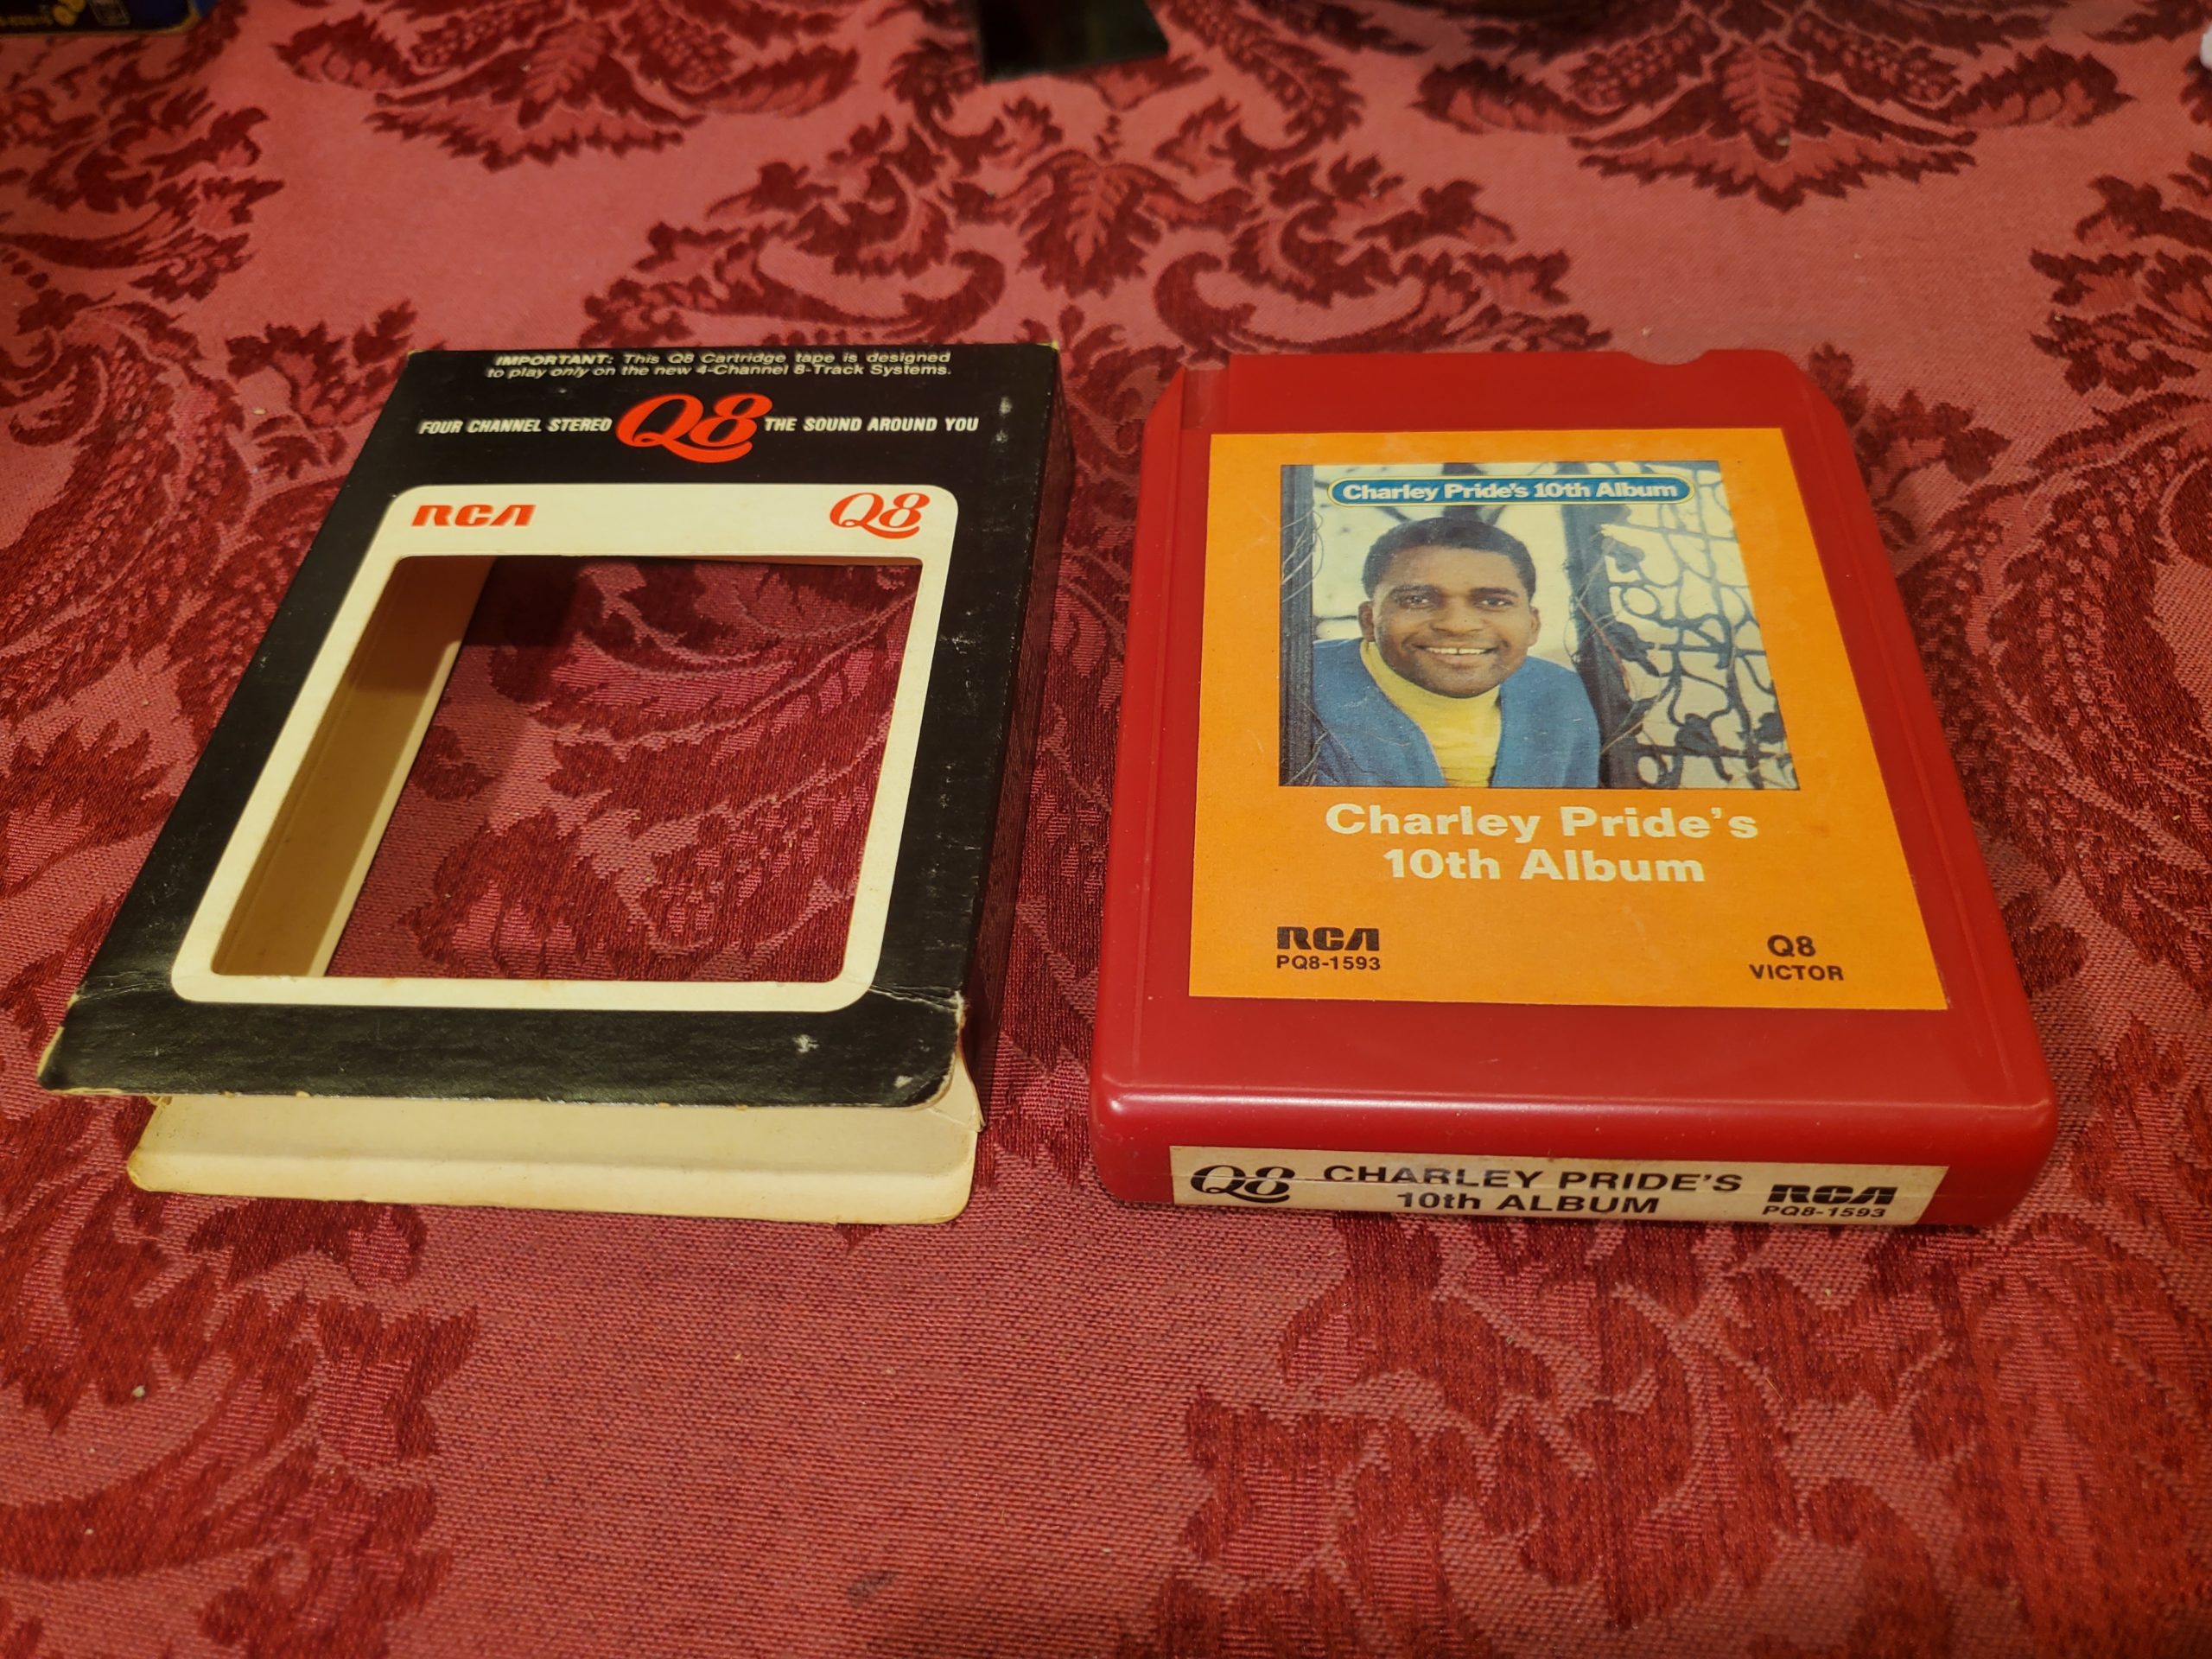 IMPORTANT: This Q8 Cartridge tape is designed
to play only on the new 4-Channel 8-Track Systems.
FOUR CHANNEL STEREO Q8 THE SOUND AROUND YOU
RCA Q8
Charley Pride's 10th Album
Charley Pride's
10th Album
RCA
PQ8-1593
Q8
VICTOR
Q8 CHARLEY PRIDE'S
10th ALBUM
RCA
PQ8-1593